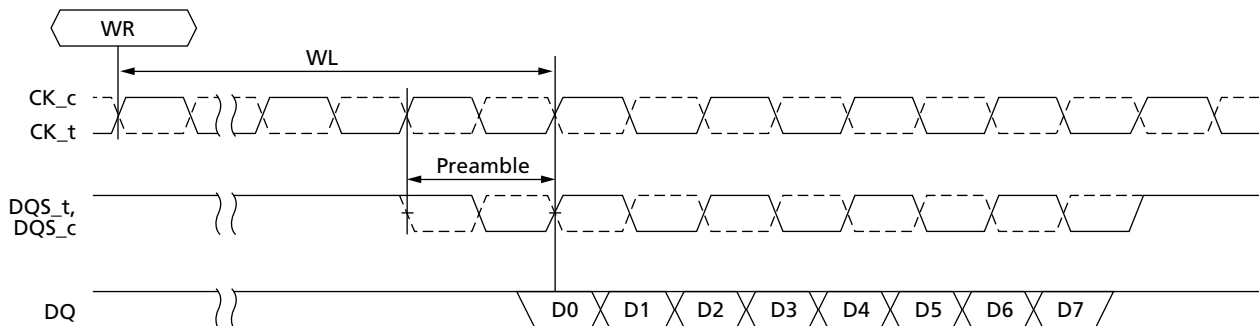 WR
WL
CK_c
CK_t
Preamble
DQS_t,
DQS_c
DQ D0 D1 D2 D3 D4 D5 D6 D7